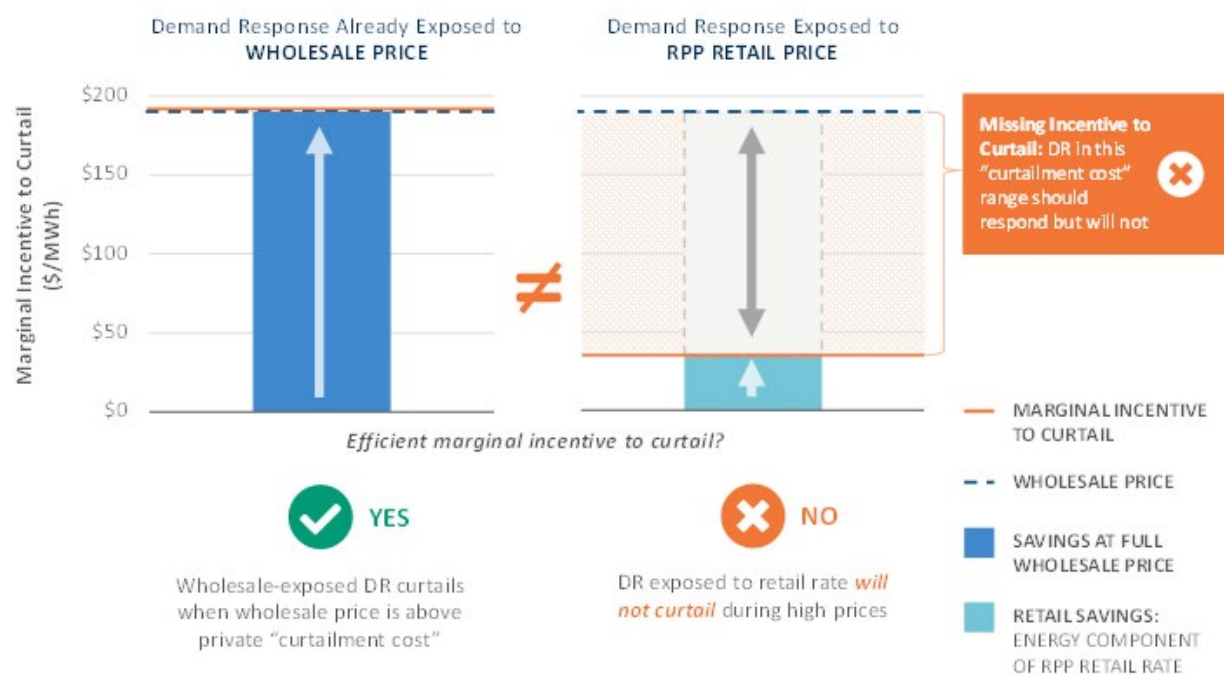 Demand Response Already Exposed to
WHOLESALE PRICE
Demand Response Exposed to
RPP RETAIL PRICE
Marginal Incentive to Curtail
($/MWh)
$200
$150
$100
$50
$0
≠
Missing Incentive to
Curtail: DR in this
"curtailment cost"
range should
respond but will not
Efficient marginal incentive to curtail?
YES
Wholesale-exposed DR curtails
when wholesale price is above
private "curtailment cost"
NO
DR exposed to retail rate will
not curtail during high prices
MARGINAL INCENTIVE
TO CURTAIL
WHOLESALE PRICE
SAVINGS AT FULL
WHOLESALE PRICE
RETAIL SAVINGS:
ENERGY COMPONENT
OF RPP RETAIL RATE